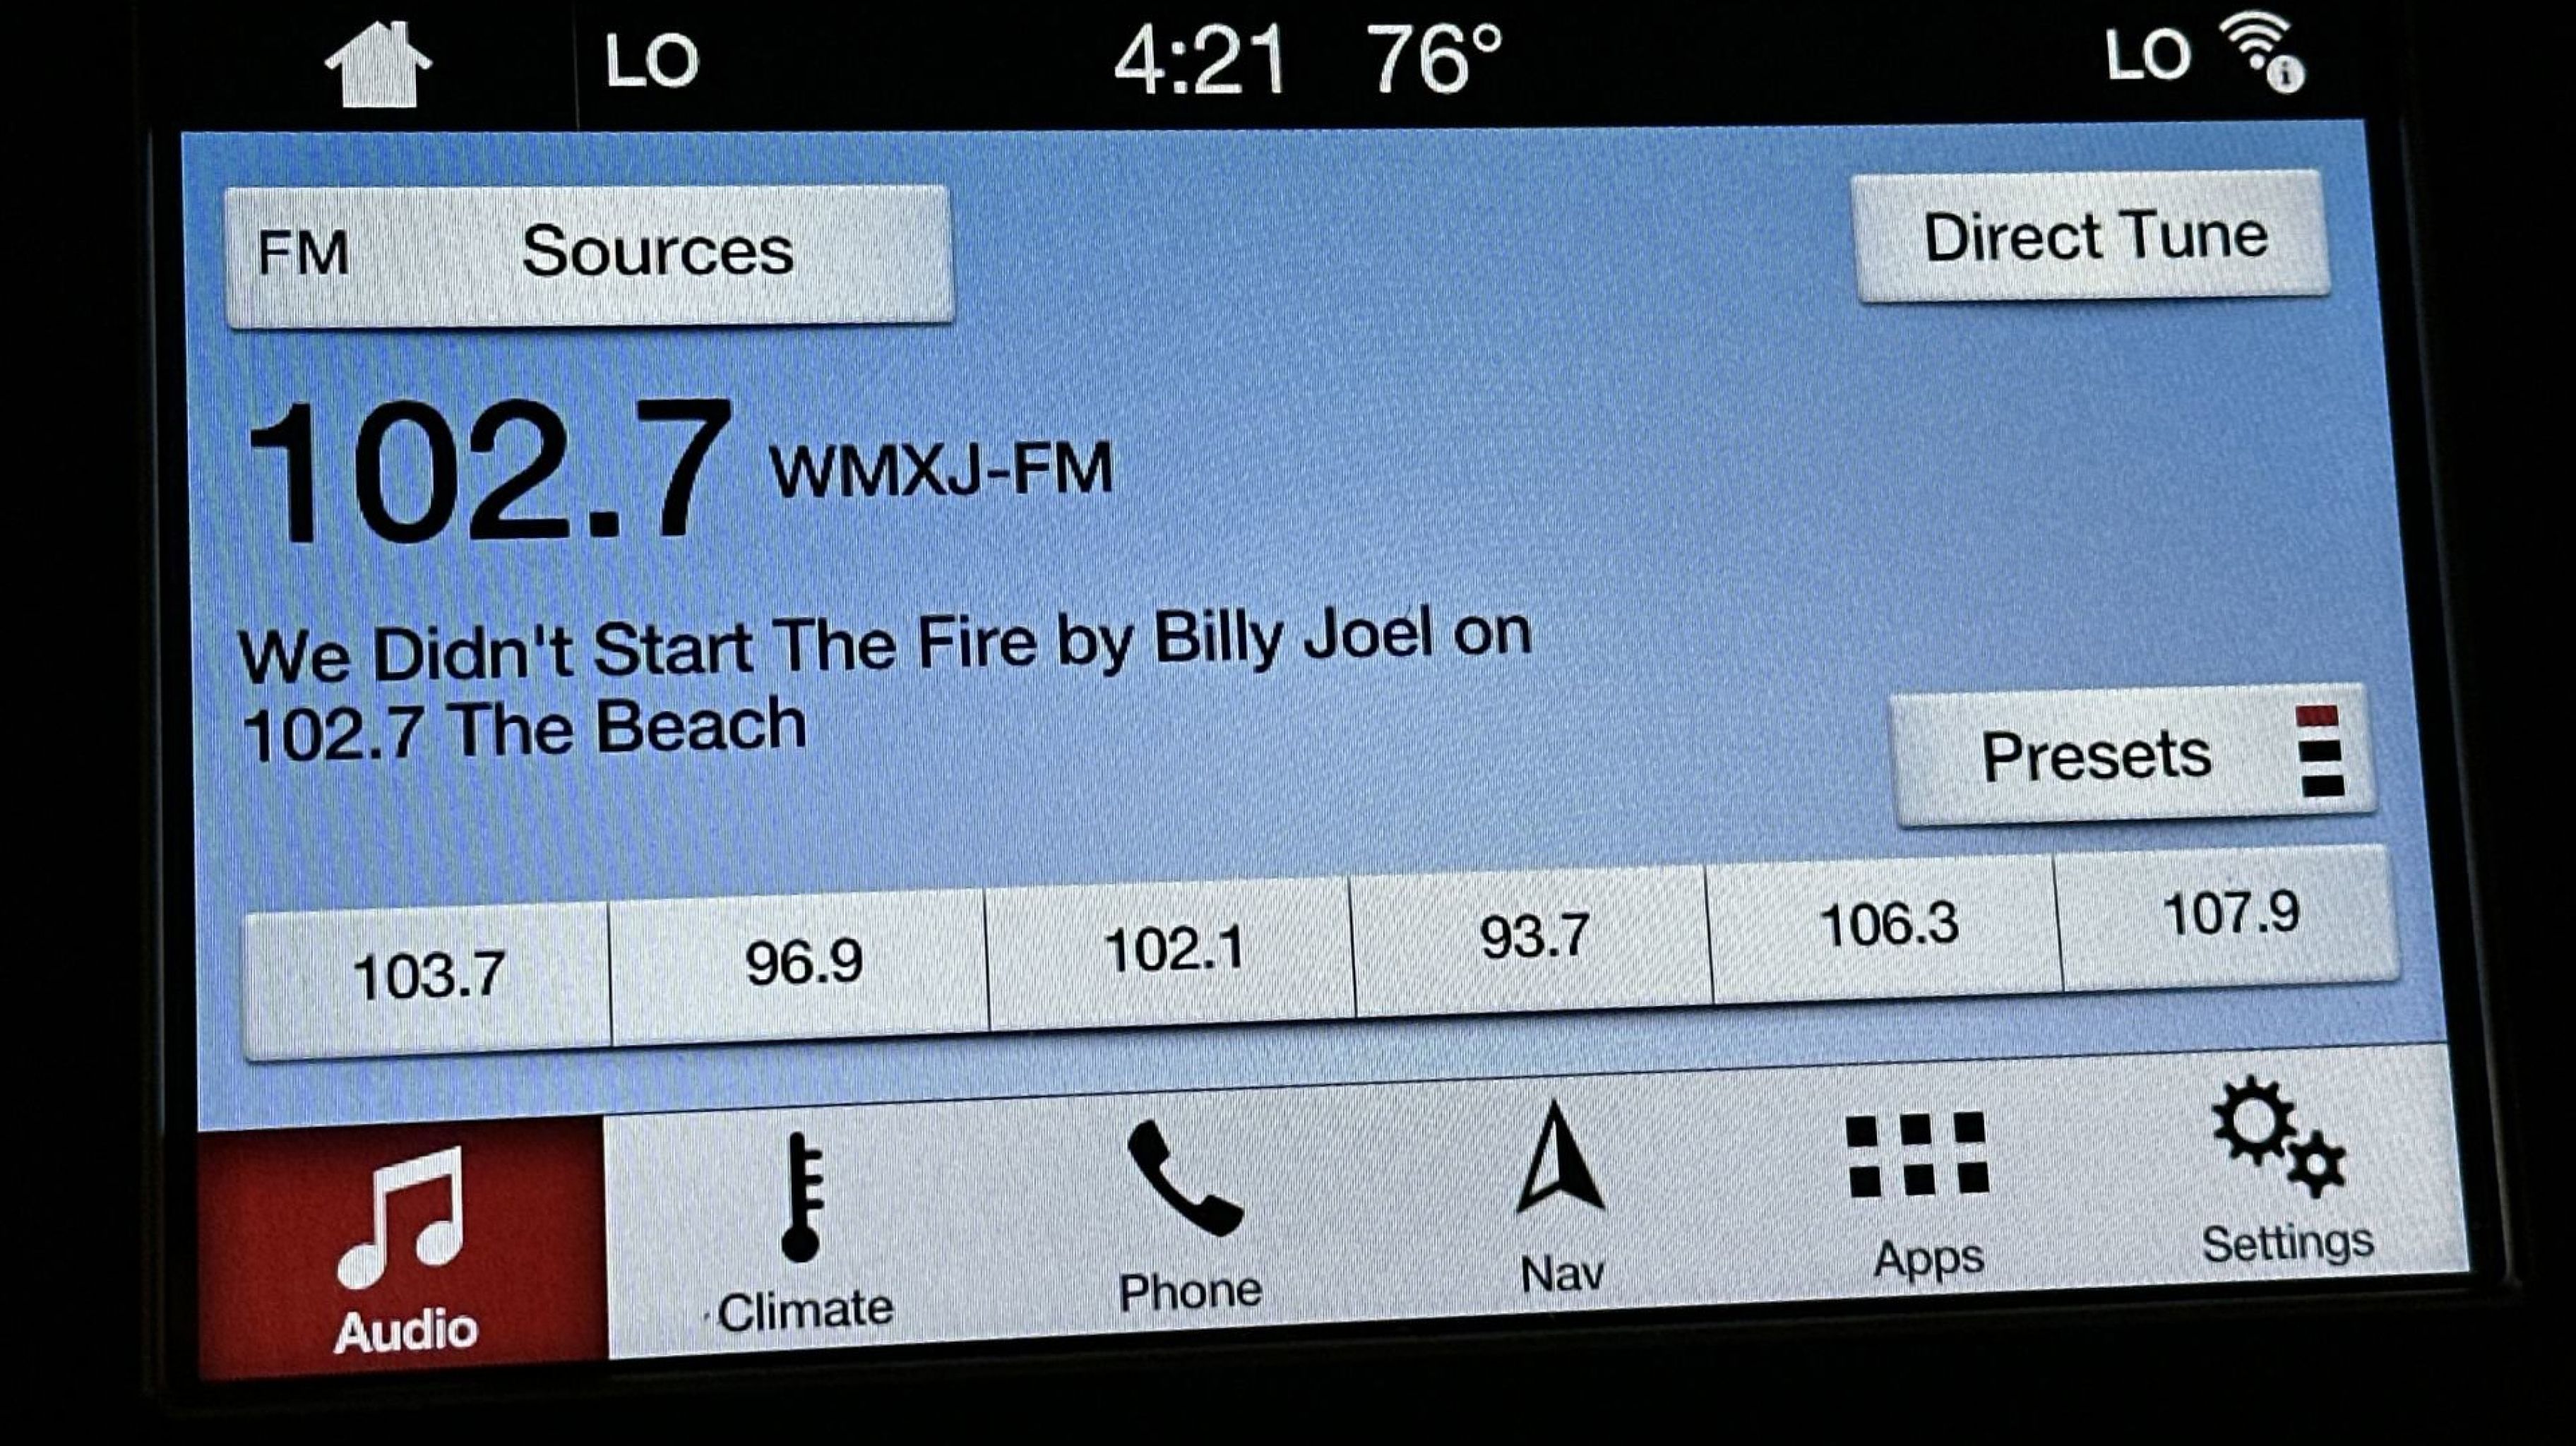 LO 4:21 76° LO
FM Sources Direct Tune
102.7 WMXJ-FM
We Didn't Start The Fire by Billy Joel on
102.7 The Beach
Presets
103.7 96.9 102.1 93.7 106.3 107.9
Audio Climate Phone Nav Apps Settings